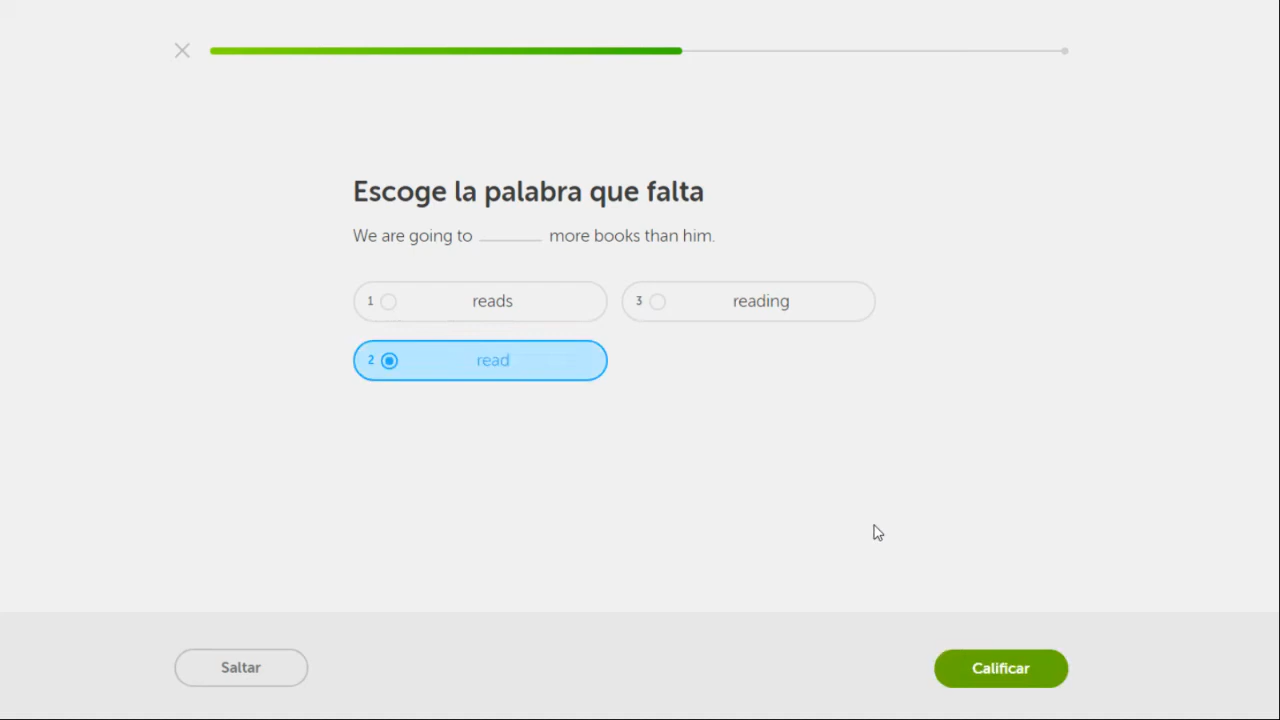 Escoge la palabra que falta
We are going to ______ more books than him.
1 reads
3 reading
2 read
Saltar
Calificar